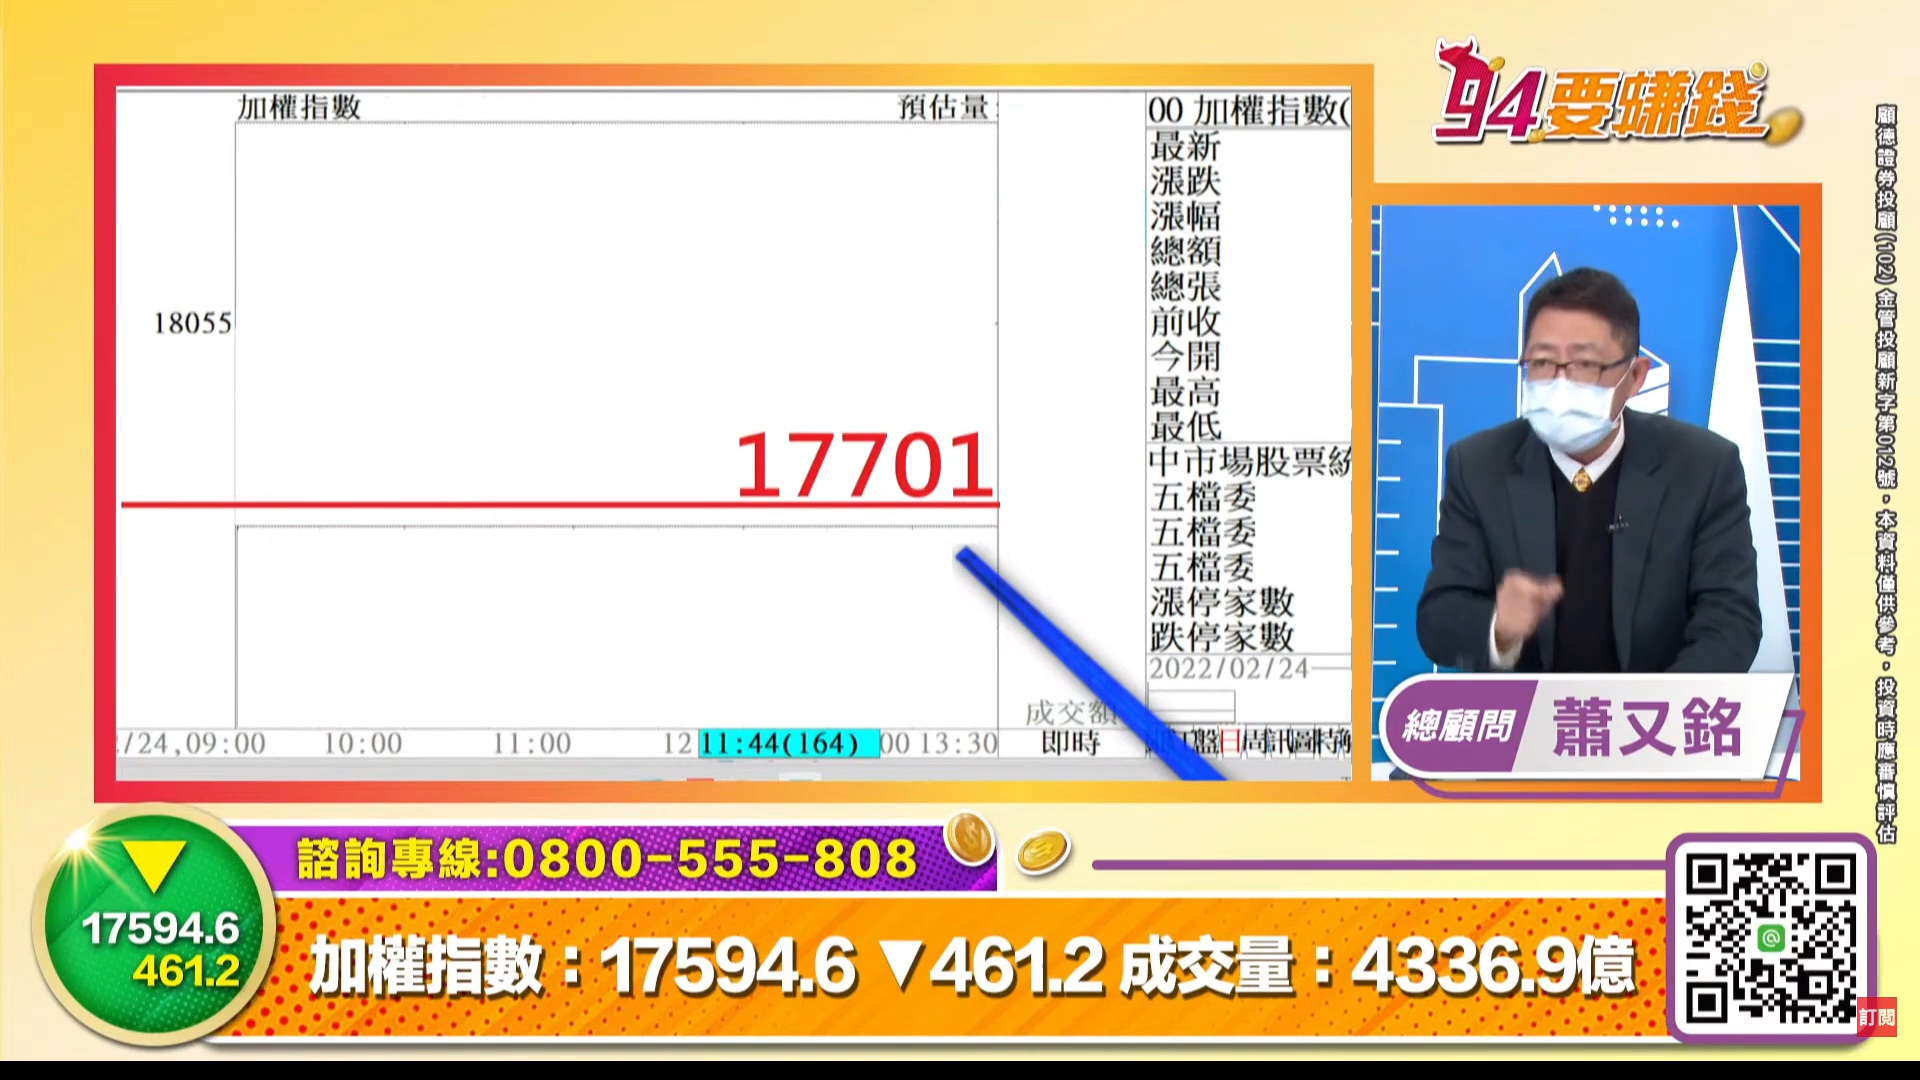 94要賺錢
顧德證券投顧(102)金管投顧新字第012號，本資料僅供參考，投資時應審慎評估
加權指數
預估量:
00 加權指數(
最新
漲跌
漲幅
總額
總張
前收
今開
最高
最低
中市場股票統
五檔委
五檔委
五檔委
漲停家數
跌停家數
2022/02/24
18055
17701
成交額
/24,09:00
10:00
11:00
12
11:44(164)
00 13:30
即時
盤日周訊圖特
總顧問 蕭又銘
諮詢專線:0800-555-808
▼
17594.6
461.2
加權指數：17594.6 ▼461.2 成交量：4336.9億
訂閱